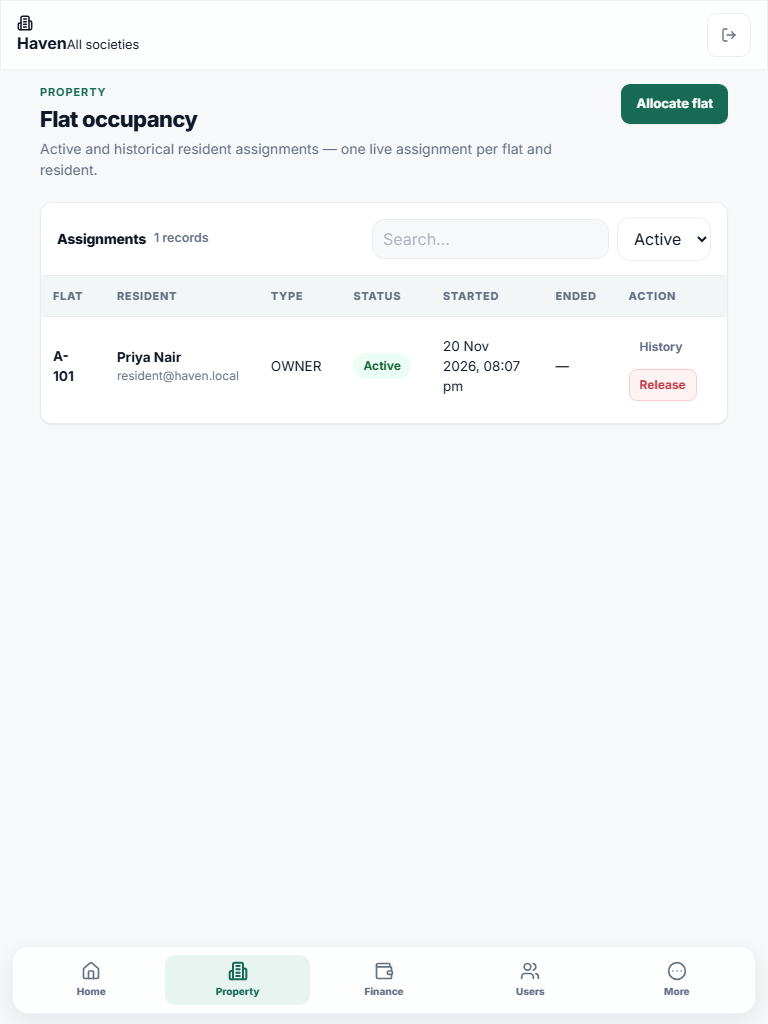 HavenAll societies
PROPERTY
Flat occupancy
Allocate flat
Active and historical resident assignments — one live assignment per flat and
resident.
Assignments 1 records
Search...
Active
FLAT RESIDENT TYPE STATUS STARTED ENDED ACTION
A-
101
Priya Nair
resident@haven.local
OWNER
Active
20 Nov
2026, 08:07
pm
—
History
Release
Home
Property
Finance
Users
More